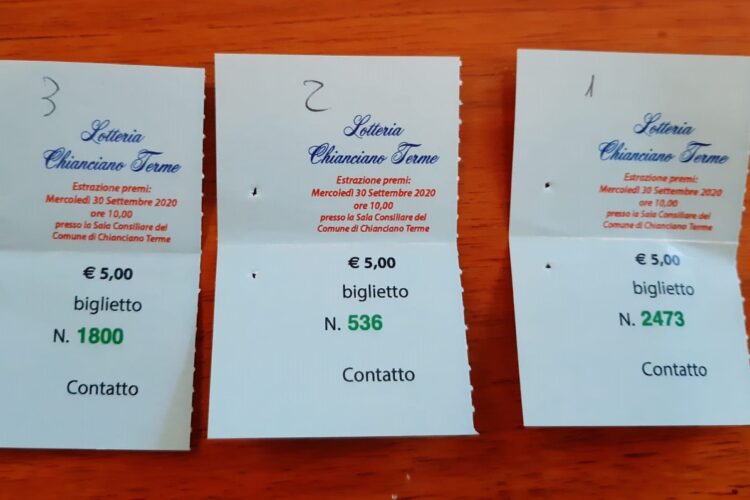 3
Lotteria
Chianciano Terme
Estrazione premi:
Mercoledì 30 Settembre 2020
ore 10,00
presso la Sala Consiliare del
Comune di Chianciano Terme
€ 5,00
biglietto
N. 1800
Contatto
2
Lotteria
Chianciano Terme
Estrazione premi:
Mercoledì 30 Settembre 2020
ore 10,00
presso la Sala Consiliare del
Comune di Chianciano Terme
€ 5,00
biglietto
N. 536
Contatto
1
Lotteria
Chianciano Terme
Estrazione premi:
Mercoledì 30 Settembre 2020
ore 10,00
presso la Sala Consiliare del
Comune di Chianciano Terme
€ 5,00
biglietto
N. 2473
Contatto